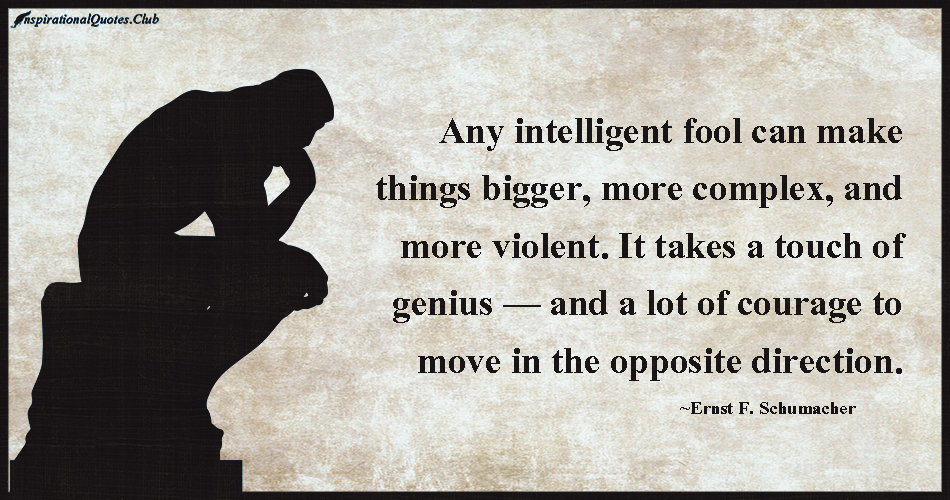 InspirationalQuotes.Club
Any intelligent fool can make
things bigger, more complex, and
more violent. It takes a touch of
genius — and a lot of courage to
move in the opposite direction.
~Ernst F. Schumacher